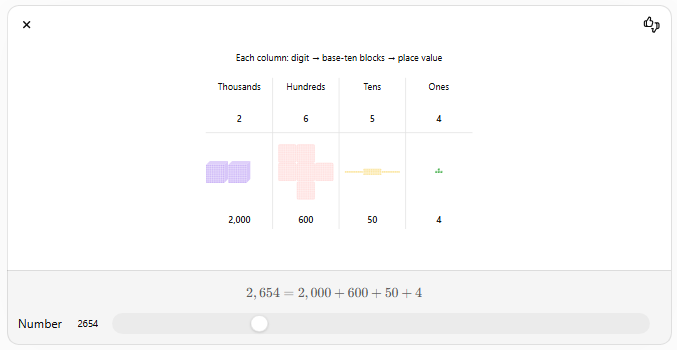 Each column: digit → base-ten blocks → place value
Thousands Hundreds Tens Ones
2 6 5 4
2,000 600 50 4
2,654 = 2,000 + 600 + 50 + 4
Number 2654